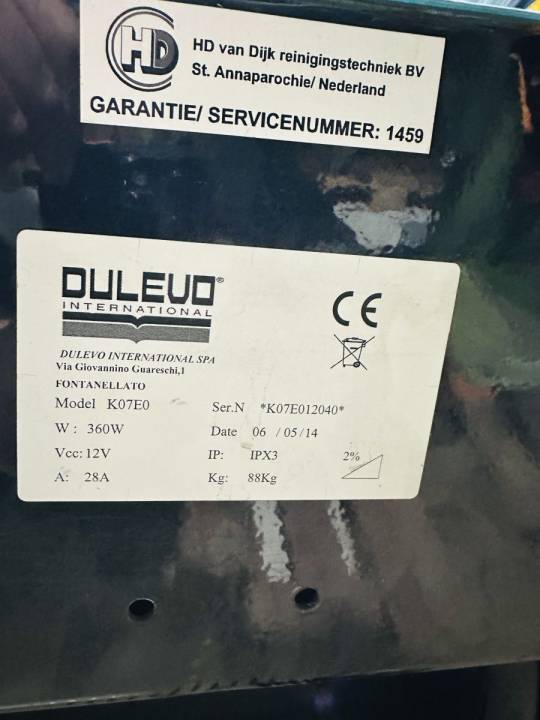 HD
HD van Dijk reinigingstechniek BV
St. Annaparochie/ Nederland
GARANTIE/ SERVICENUMMER: 1459
DULEVO®
INTERNATIONAL
CE
DULEVO INTERNATIONAL SPA
Via Giovannino Guareschi,1
FONTANELLATO
Model K07E0 Ser.N *K07E012040*
W: 360W Date 06 /05/14
Vcc: 12V IP: IPX3 2%
A: 28A Kg: 88Kg